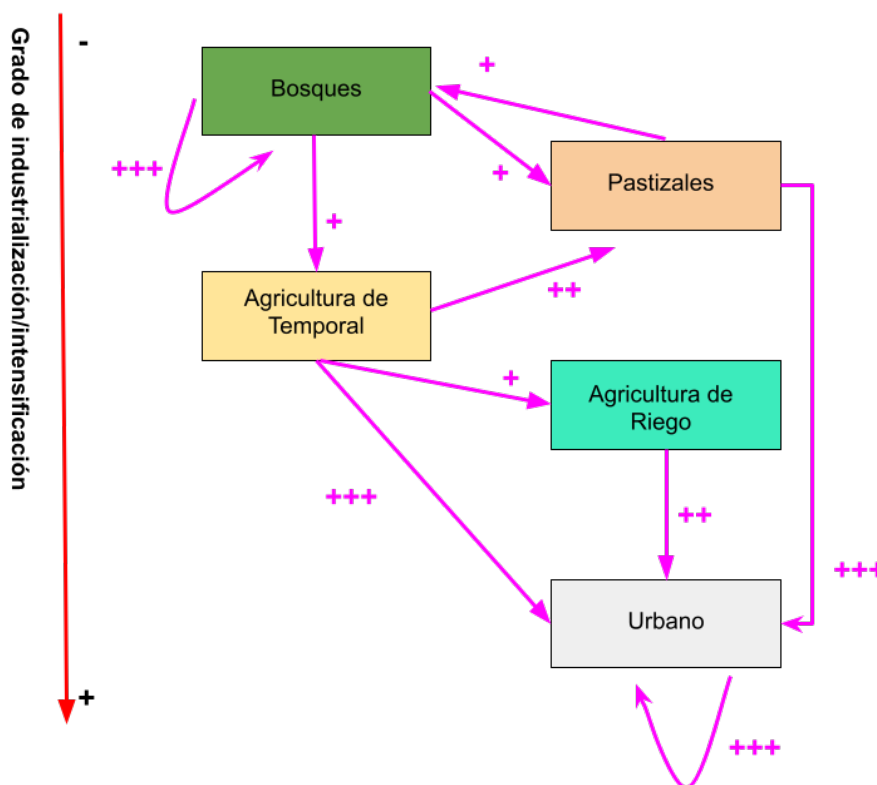 Grado de industrialización/intensificación
-
Bosques
+
+
+++
Pastizales
+
Agricultura de
Temporal
++
+
Agricultura de
Riego
+++
++
+++
Urbano
+
+++